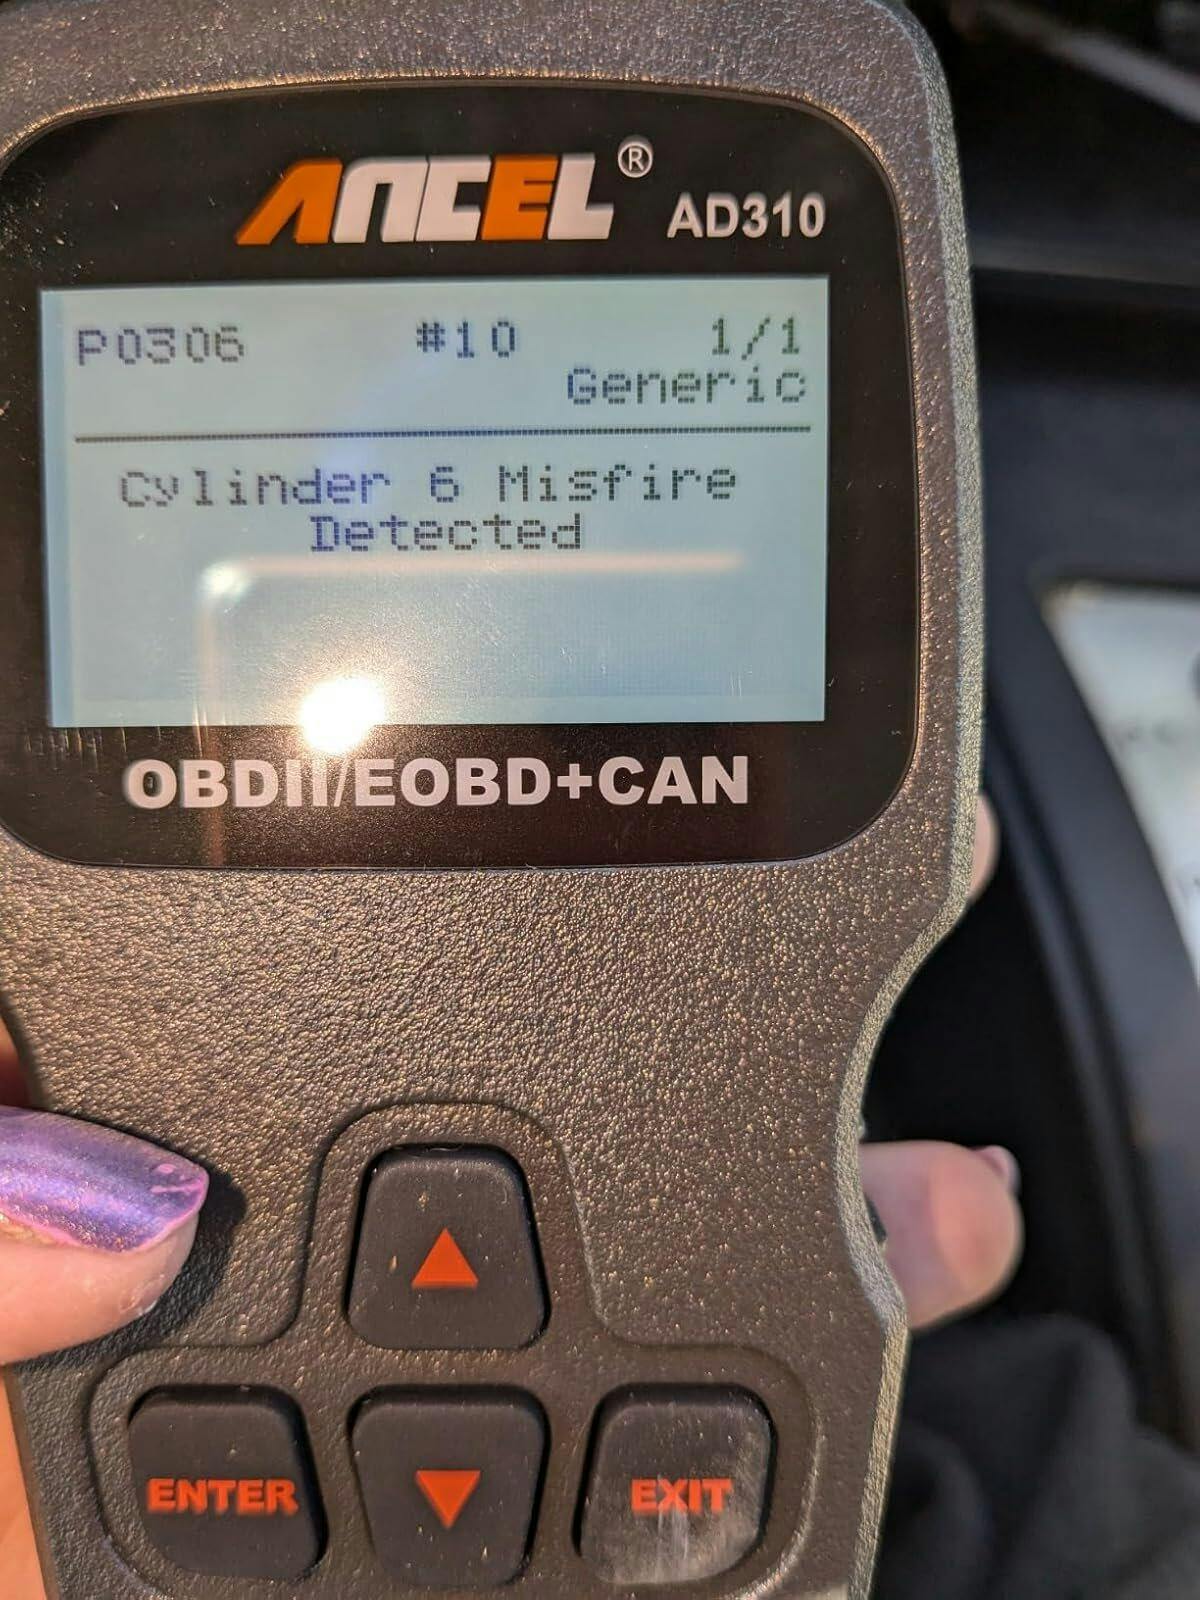 ANCEL® AD310
P0306 #10 1/1
Generic
Cylinder 6 Misfire
Detected
OBDII/EOBD+CAN
ENTER EXIT